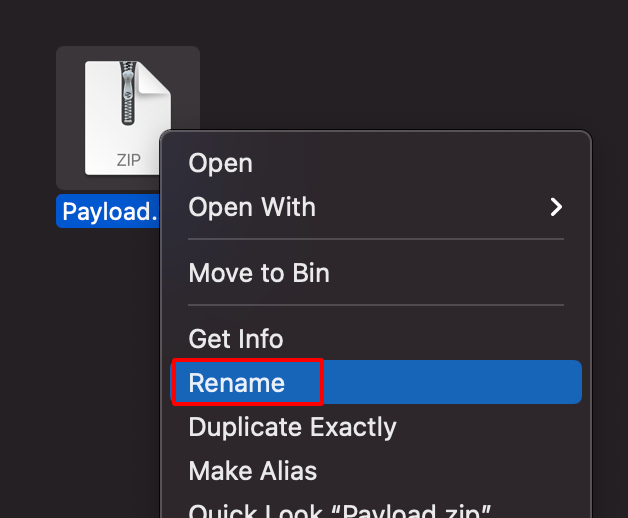 ZIP
Payload.
Open
Open With
Move to Bin
Get Info
Rename
Duplicate Exactly
Make Alias
Quick Look “Payload.zip”